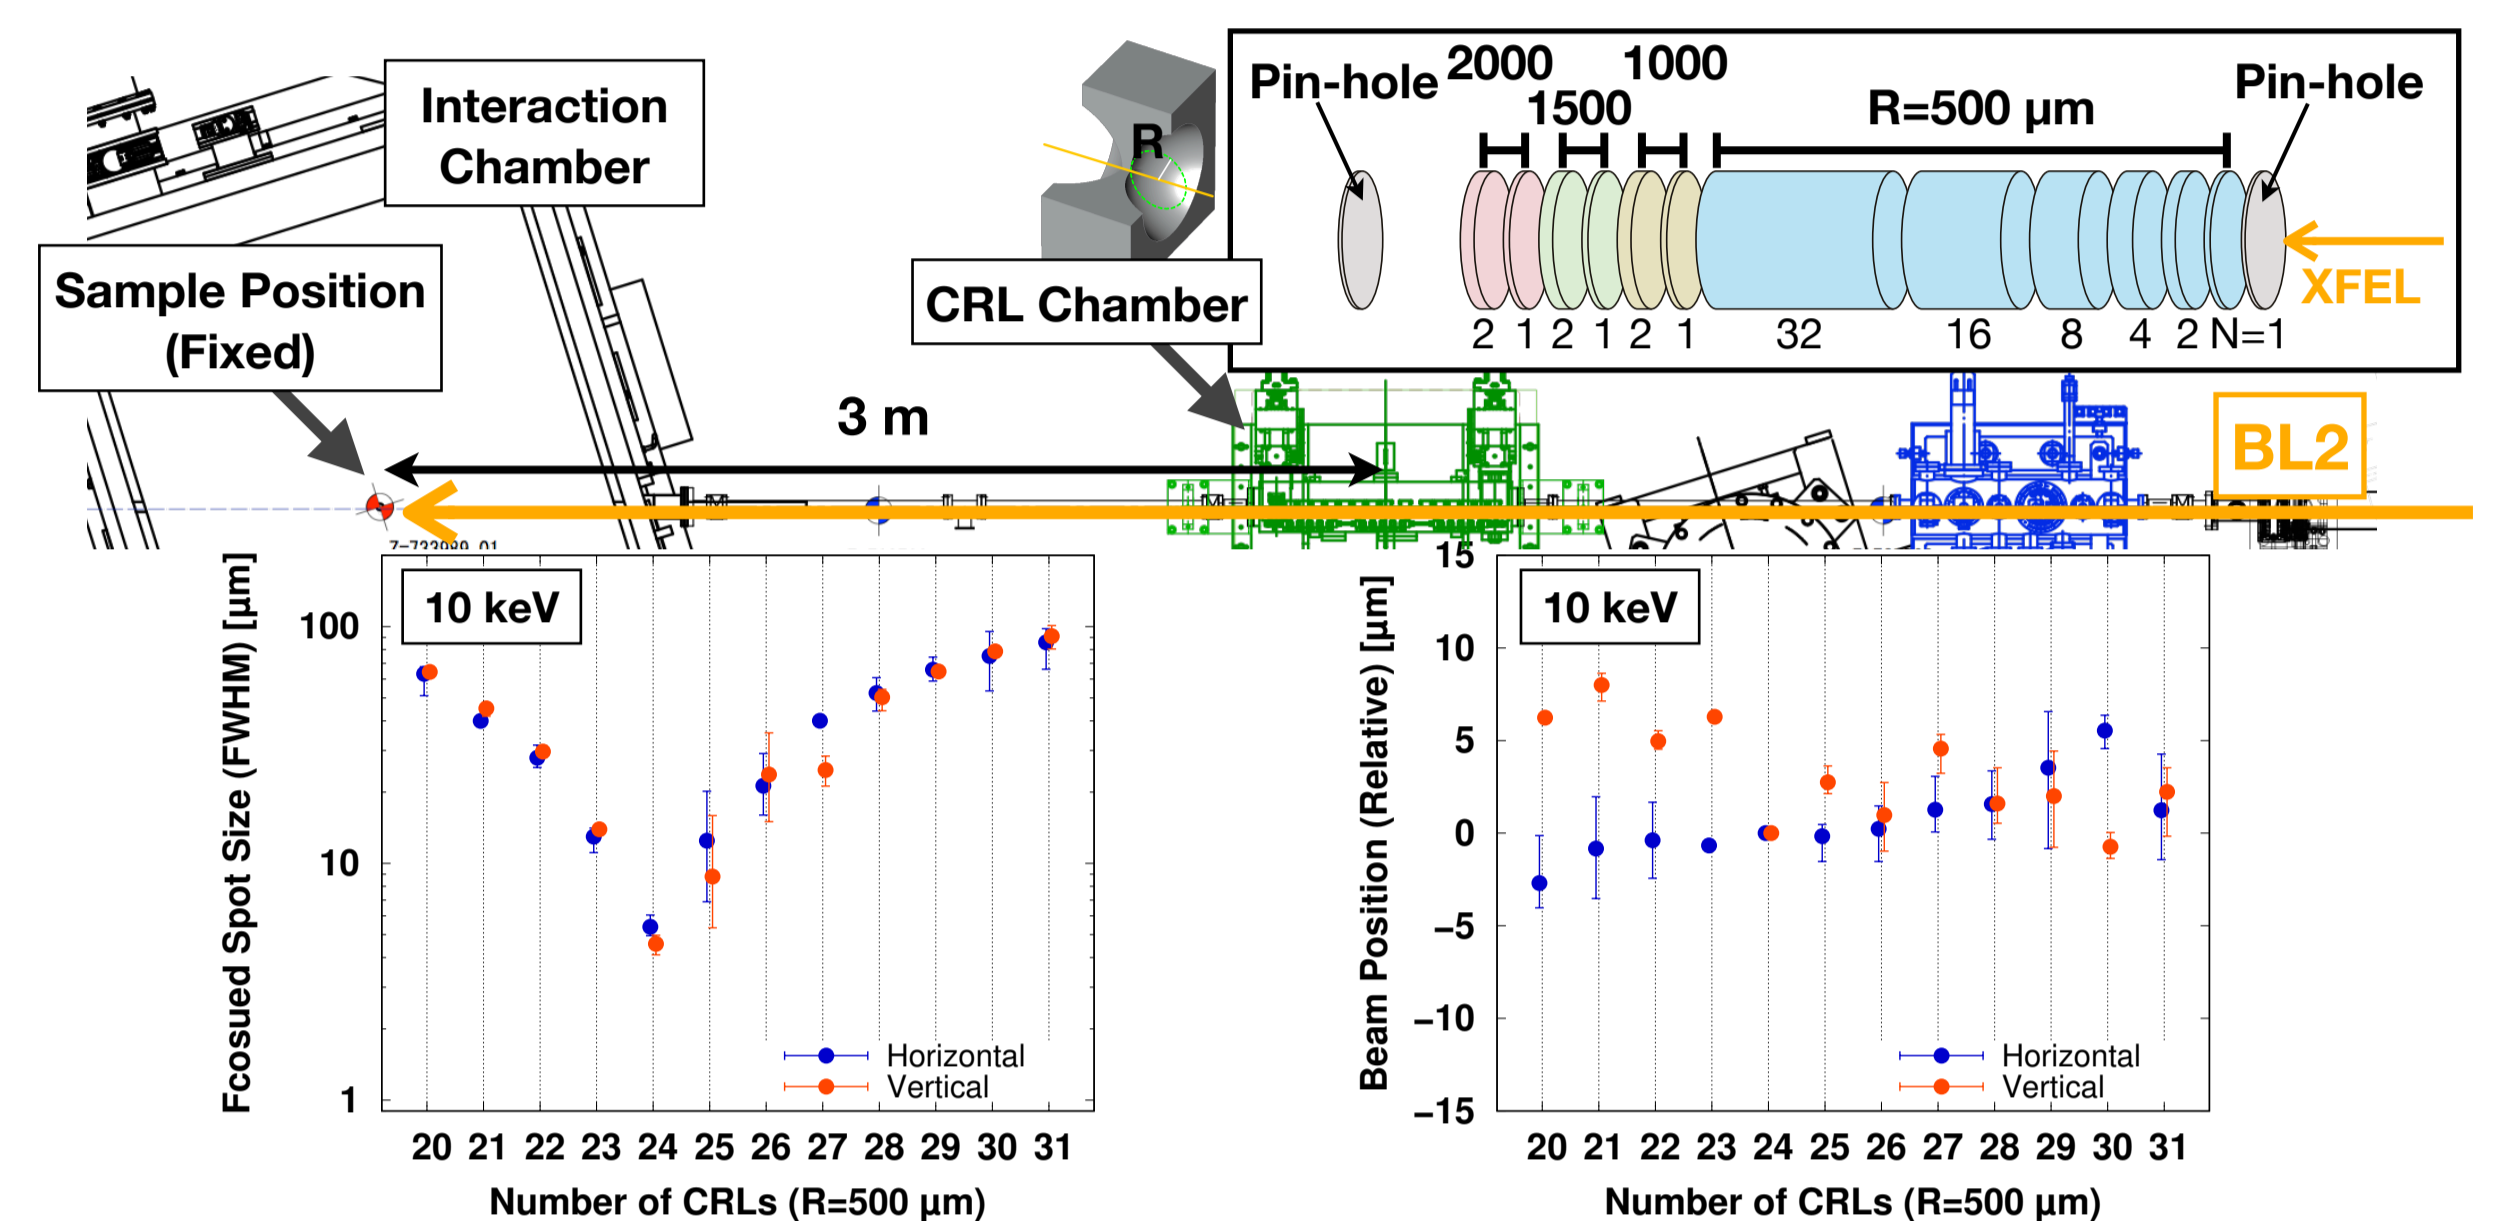 Interaction
Chamber
Sample Position
(Fixed)
R
CRL Chamber
Pin-hole
2000
1500
1000
R=500 µm
Pin-hole
XFEL
2 1 2 1 2 1 32 16 8 4 2 N=1
3 m
BL2
7-733989 01
Fcosued Spot Size (FWHM) [µm]
10 keV
100
10
1
Horizontal
Vertical
20 21 22 23 24 25 26 27 28 29 30 31
Number of CRLs (R=500 µm)
Beam Position (Relative) [µm]
10 keV
15
10
5
0
−5
−10
−15
Horizontal
Vertical
20 21 22 23 24 25 26 27 28 29 30 31
Number of CRLs (R=500 µm)